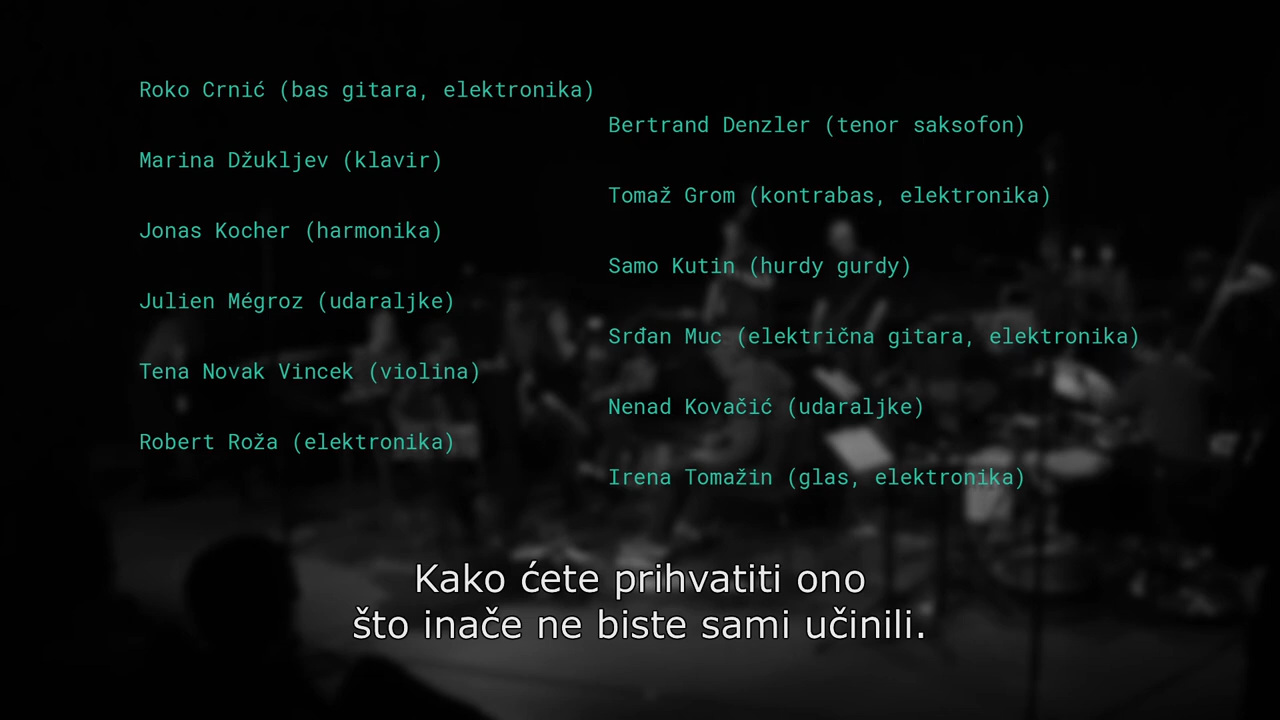 Roko Crnić (bas gitara, elektronika)
Bertrand Denzler (tenor saksofon)
Marina Džukljev (klavir)
Tomaž Grom (kontrabas, elektronika)
Jonas Kocher (harmonika)
Samo Kutin (hurdy gurdy)
Julien Mégroz (udaraljke)
Srđan Muc (električna gitara, elektronika)
Tena Novak Vincek (violina)
Nenad Kovačić (udaraljke)
Robert Roža (elektronika)
Irena Tomažin (glas, elektronika)
Kako ćete prihvatiti ono
što inače ne biste sami učinili.